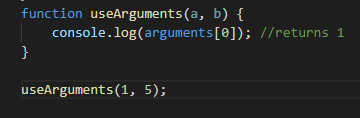 function useArguments(a, b) {
    console.log(arguments[0]); //returns 1
}
useArguments(1, 5);